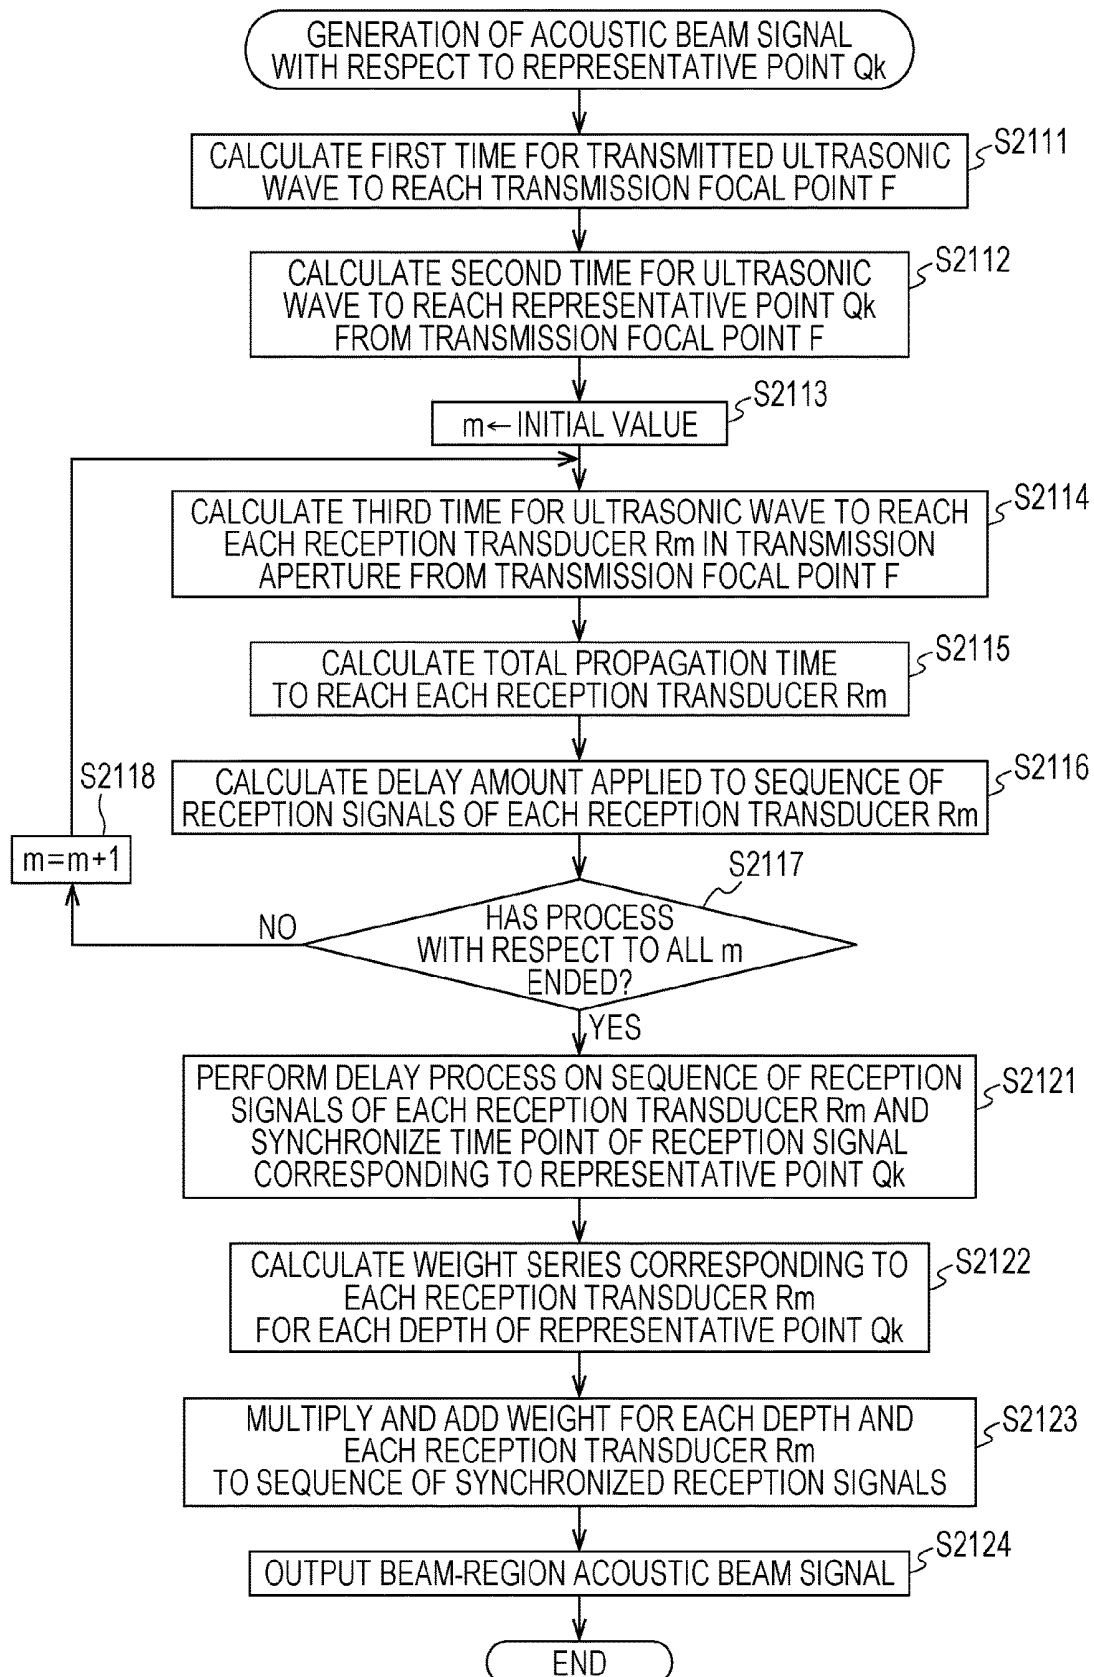 GENERATION OF ACOUSTIC BEAM SIGNAL
WITH RESPECT TO REPRESENTATIVE POINT Qk
S2111
CALCULATE FIRST TIME FOR TRANSMITTED ULTRASONIC
WAVE TO REACH TRANSMISSION FOCAL POINT F
S2112
CALCULATE SECOND TIME FOR ULTRASONIC
WAVE TO REACH REPRESENTATIVE POINT Qk
FROM TRANSMISSION FOCAL POINT F
S2113
m← INITIAL VALUE
S2114
CALCULATE THIRD TIME FOR ULTRASONIC WAVE TO REACH
EACH RECEPTION TRANSDUCER Rm IN TRANSMISSION
APERTURE FROM TRANSMISSION FOCAL POINT F
S2115
CALCULATE TOTAL PROPAGATION TIME
TO REACH EACH RECEPTION TRANSDUCER Rm
S2116
CALCULATE DELAY AMOUNT APPLIED TO SEQUENCE OF
RECEPTION SIGNALS OF EACH RECEPTION TRANSDUCER Rm
S2118
m=m+1
S2117
HAS PROCESS
WITH RESPECT TO ALL m
ENDED?
NO
YES
S2121
PERFORM DELAY PROCESS ON SEQUENCE OF RECEPTION
SIGNALS OF EACH RECEPTION TRANSDUCER Rm AND
SYNCHRONIZE TIME POINT OF RECEPTION SIGNAL
CORRESPONDING TO REPRESENTATIVE POINT Qk
S2122
CALCULATE WEIGHT SERIES CORRESPONDING TO
EACH RECEPTION TRANSDUCER Rm
FOR EACH DEPTH OF REPRESENTATIVE POINT Qk
S2123
MULTIPLY AND ADD WEIGHT FOR EACH DEPTH AND
EACH RECEPTION TRANSDUCER Rm
TO SEQUENCE OF SYNCHRONIZED RECEPTION SIGNALS
S2124
OUTPUT BEAM-REGION ACOUSTIC BEAM SIGNAL
END